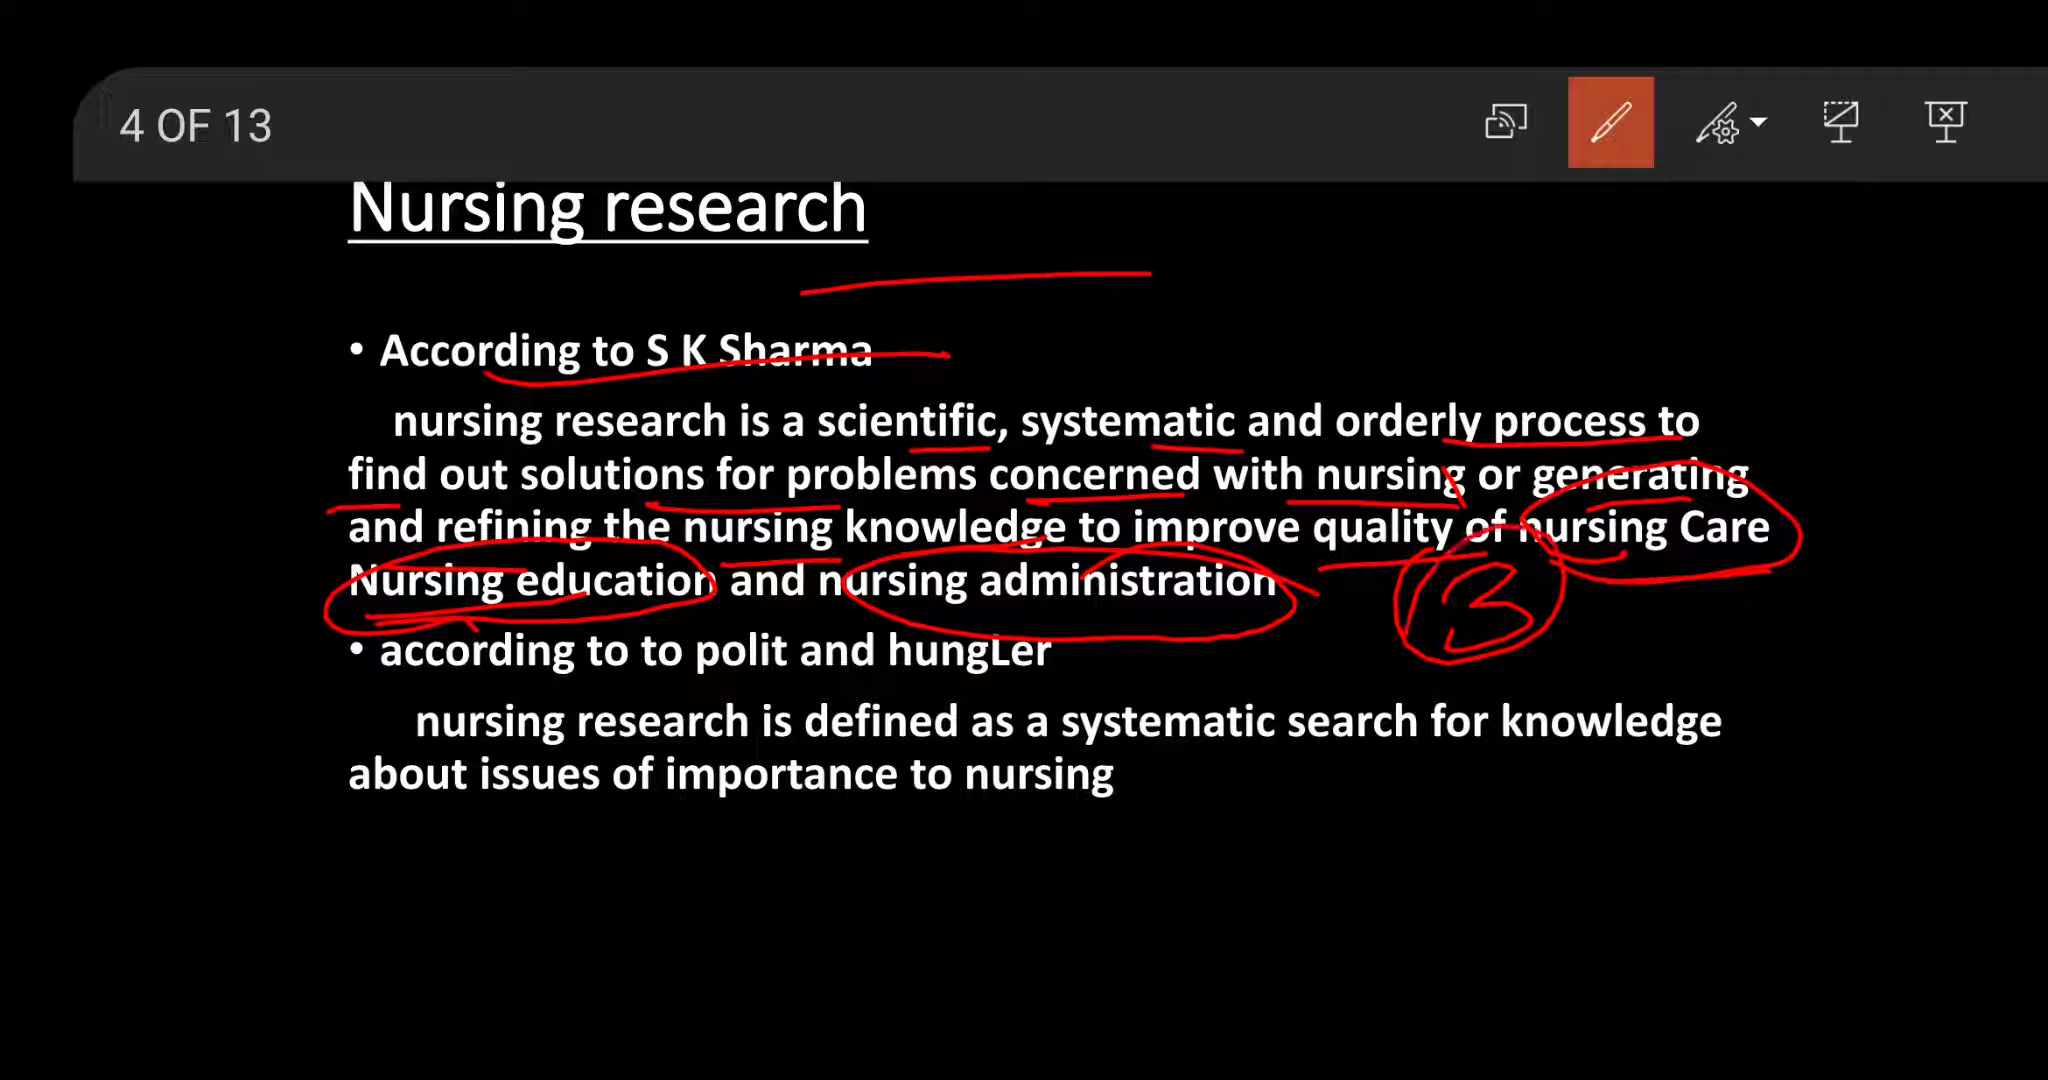 4 OF 13
Nursing research
• According to S K Sharma
nursing research is a scientific, systematic and orderly process to
find out solutions for problems concerned with nursing or generating
and refining the nursing knowledge to improve quality of nursing Care
Nursing education and nursing administration
3
• according to to polit and hungLer
nursing research is defined as a systematic search for knowledge
about issues of importance to nursing